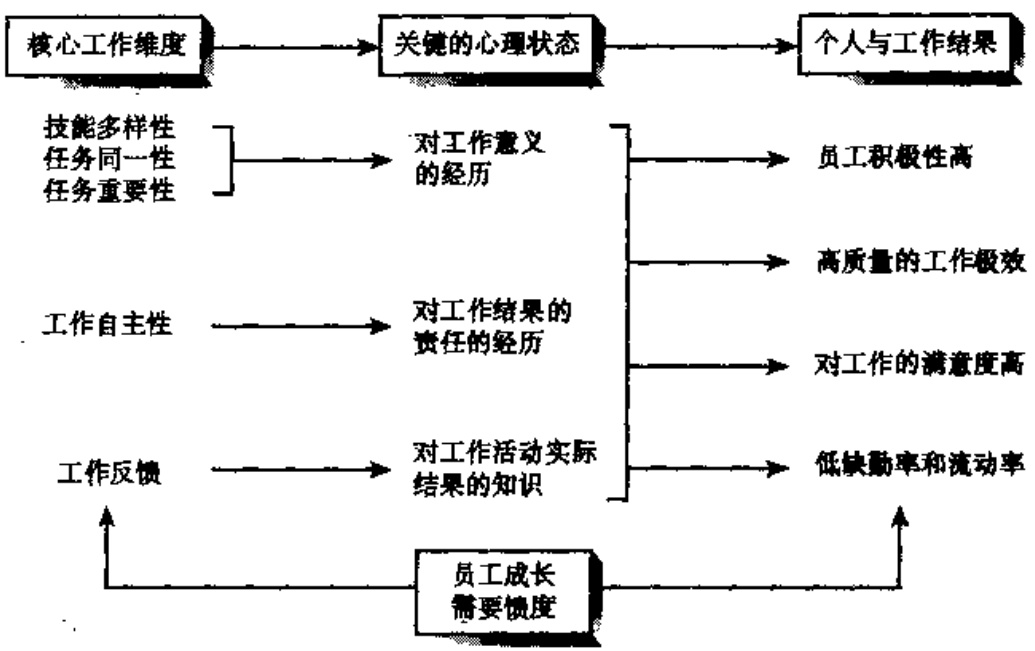 核心工作维度
关键的心理状态
个人与工作结果
技能多样性
任务同一性
任务重要性
对工作意义
的经历
员工积极性高
高质量的工作极效
工作自主性
对工作结果的
责任的经历
对工作的满意度高
工作反馈
对工作活动实际
结果的知识
低缺勤率和流动率
员工成长
需要馈度